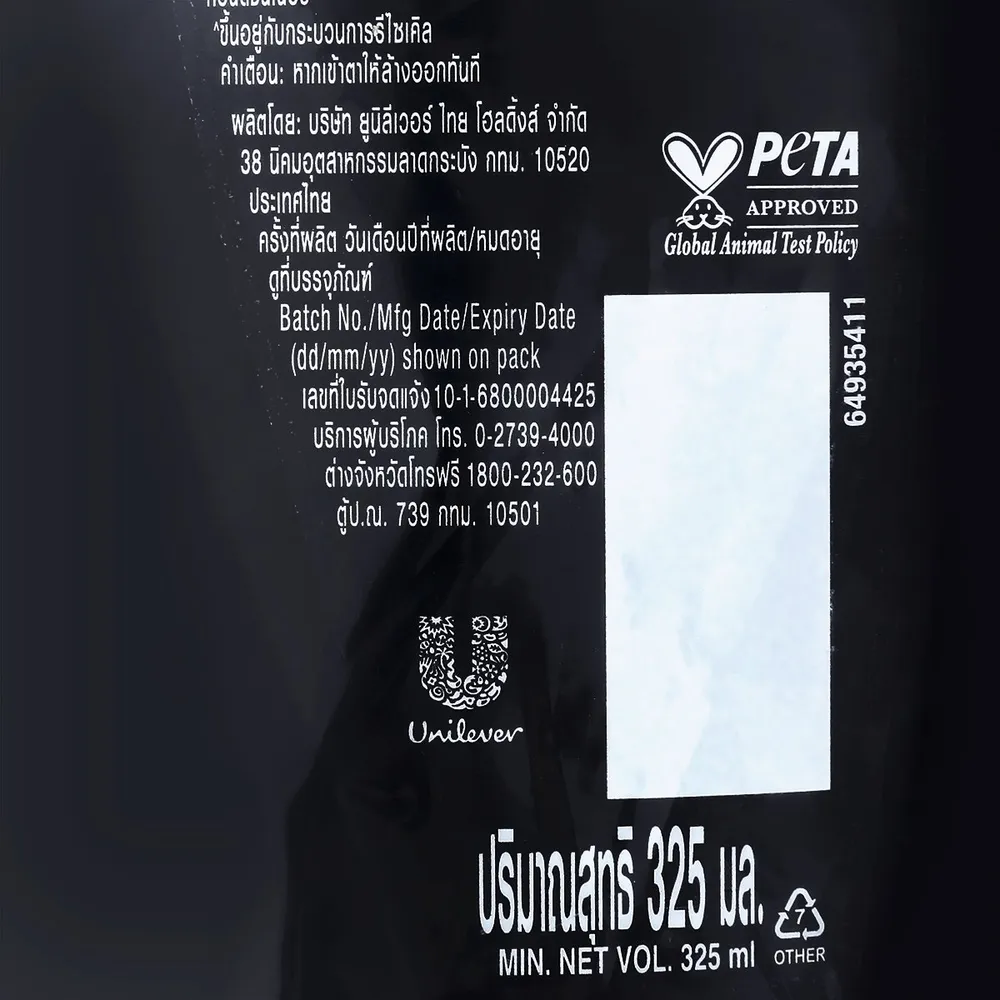 ^ขึ้นอยู่กับกระบวนการรีไซเคิล
คำเตือน: หากเข้าตาให้ล้างออกทันที
ผลิตโดย: บริษัท ยูนิลีเวอร์ ไทย โฮลดิ้งส์ จำกัด
38 นิคมอุตสาหกรรมลาดกระบัง กทม. 10520
ประเทศไทย
ครั้งที่ผลิต วันเดือนปีที่ผลิต/หมดอายุ
ดูที่บรรจุภัณฑ์
Batch No./Mfg Date/Expiry Date
(dd/mm/yy) shown on pack
เลขที่ใบรับจดแจ้ง 10-1-6800004425
บริการผู้บริโภค โทร. 0-2739-4000
ต่างจังหวัดโทรฟรี 1800-232-600
ตู้ป.ณ. 739 กทม. 10501
PETA
APPROVED
Global Animal Test Policy
64935411
Unilever
ปริมาณสุทธิ 325 มล.
MIN. NET VOL. 325 ml
7
OTHER